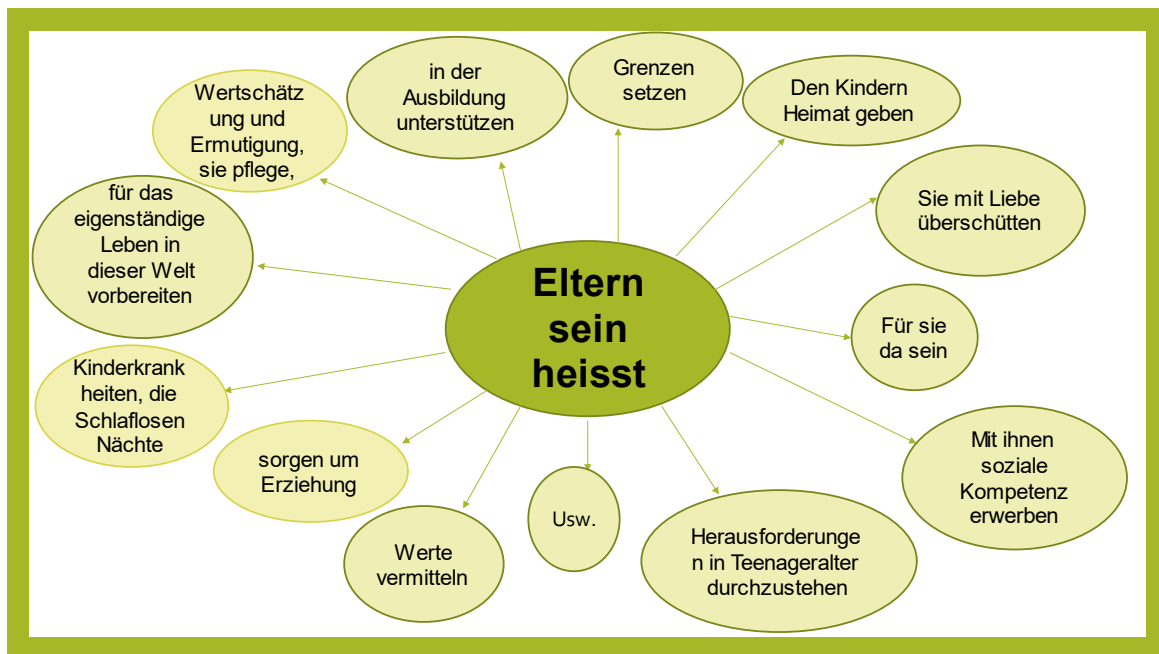 Eltern
sein
heisst
Grenzen
setzen
Den Kindern
Heimat geben
Sie mit Liebe
überschütten
Für sie
da sein
Mit ihnen
soziale
Kompetenz
erwerben
Herausforderunge
n in Teenageralter
durchzustehen
Usw.
Werte
vermitteln
sorgen um
Erziehung
Kinderkrank
heiten, die
Schlaflosen
Nächte
für das
eigenständige
Leben in
dieser Welt
vorbereiten
Wertschätz
ung und
Ermutigung,
sie pflege,
in der
Ausbildung
unterstützen